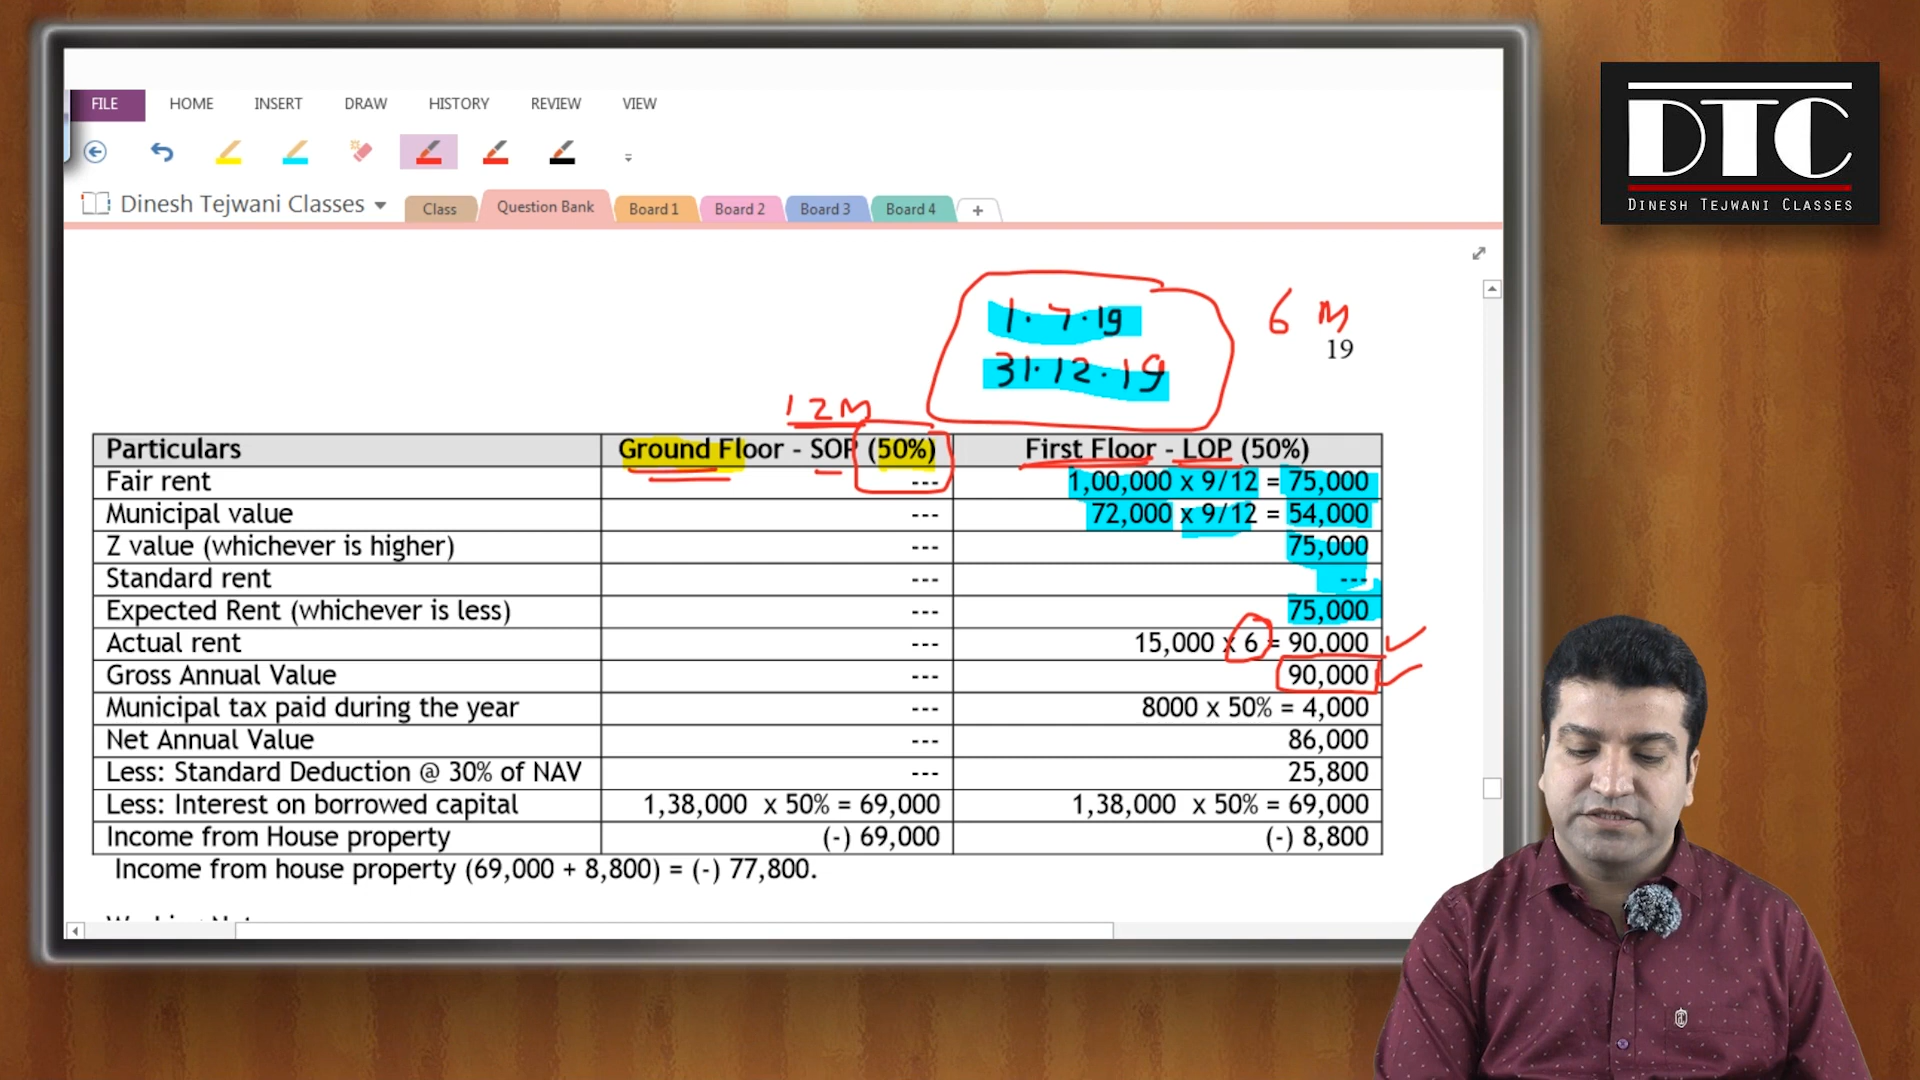 FILE HOME INSERT DRAW HISTORY REVIEW VIEW
Dinesh Tejwani Classes Class Question Bank Board 1 Board 2 Board 3 Board 4 +
DTC
DINESH TEJWANI CLASSES
1·7·19
31·12·19
6 M
19
12M
Particulars Ground Floor - SOP (50%) First Floor - LOP (50%)
Fair rent --- 1,00,000 x 9/12 = 75,000
Municipal value --- 72,000 x 9/12 = 54,000
Z value (whichever is higher) --- 75,000
Standard rent --- ---
Expected Rent (whichever is less) --- 75,000
Actual rent --- 15,000 x 6 = 90,000
Gross Annual Value --- 90,000
Municipal tax paid during the year --- 8000 x 50% = 4,000
Net Annual Value --- 86,000
Less: Standard Deduction @ 30% of NAV --- 25,800
Less: Interest on borrowed capital 1,38,000 x 50% = 69,000 1,38,000 x 50% = 69,000
Income from House property (-) 69,000 (-) 8,800
Income from house property (69,000 + 8,800) = (-) 77,800.